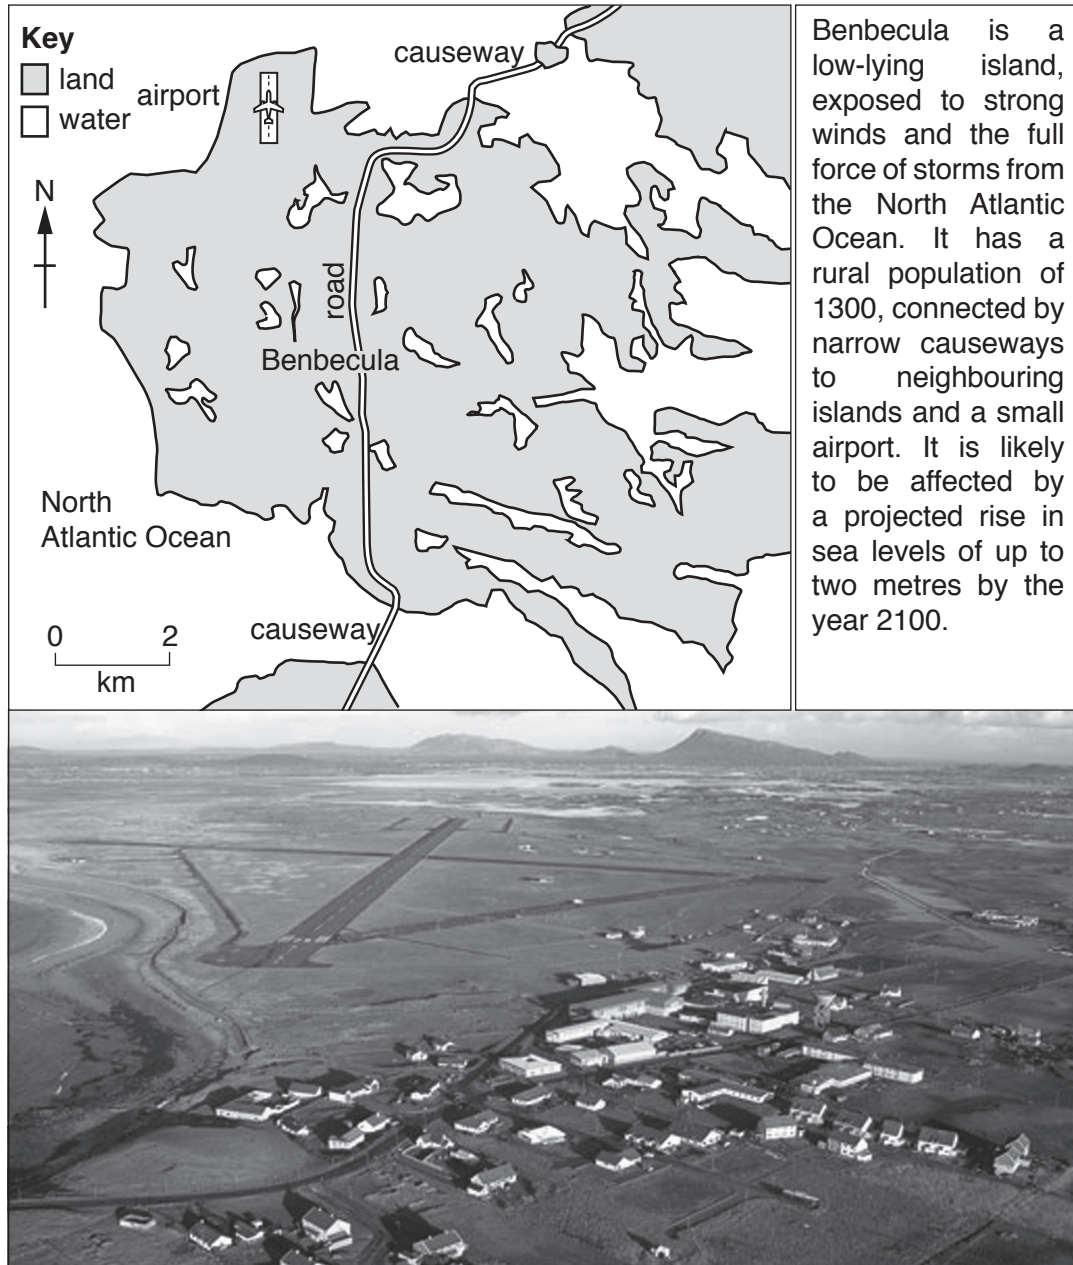 Key
land
water
airport
causeway
N
road
Benbecula
North
Atlantic Ocean
0 2
km
causeway
Benbecula is a
low-lying island,
exposed to strong
winds and the full
force of storms from
the North Atlantic
Ocean. It has a
rural population of
1300, connected by
narrow causeways
to neighbouring
islands and a small
airport. It is likely
to be affected by
a projected rise in
sea levels of up to
two metres by the
year 2100.